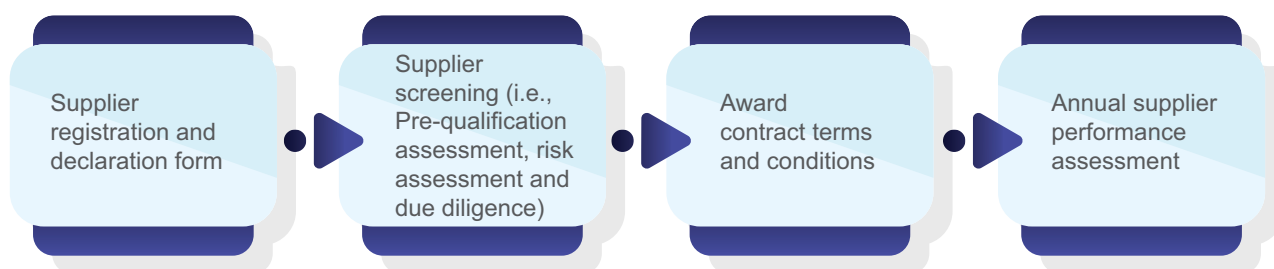 Supplier
registration and
declaration form
Supplier
screening (i.e.,
Pre-qualification
assessment, risk
assessment and
due diligence)
Award
contract terms
and conditions
Annual supplier
performance
assessment